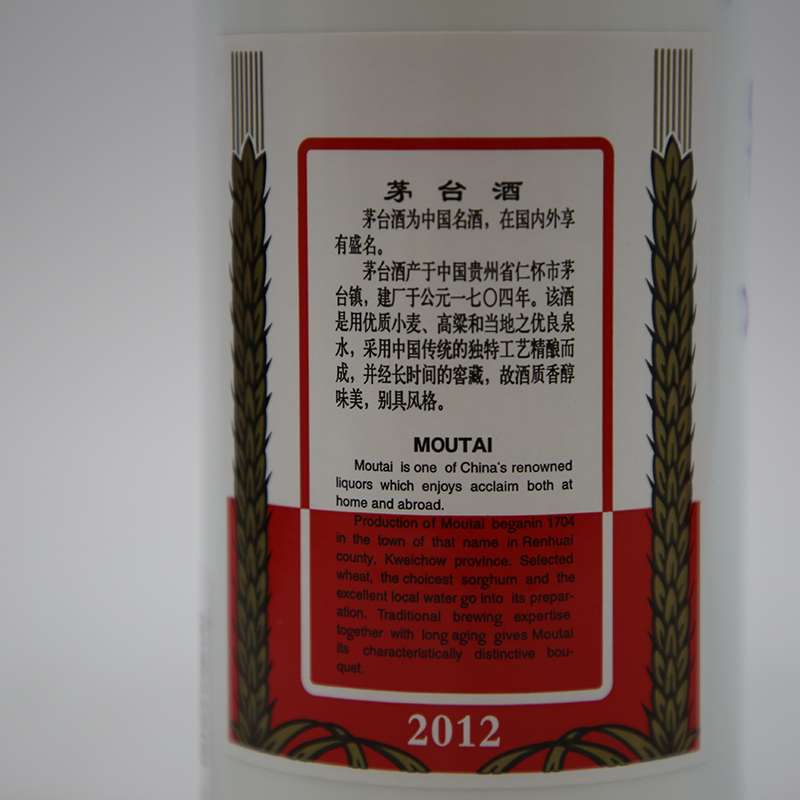 茅台酒
茅台酒为中国名酒，在国内外享
有盛名。
茅台酒产于中国贵州省仁怀市茅
台镇，建厂于公元一七〇四年。该酒
是用优质小麦、高粱和当地之优良泉
水，采用中国传统的独特工艺精酿而
成，并经长时间的窖藏，故酒质香醇
味美，别具风格。
MOUTAI
Moutai is one of China's renowned
liquors which enjoys acclaim both at
home and abroad.
Production of Moutai beganin 1704
in the town of that name in Renhuai
county, Kweichow province. Selected
wheat, the choicest sorghum and the
excellent local water go into its prepar-
ation. Traditional brewing expertise
together with long aging gives Moutai
its characteristically distinctive bou-
quet.
2012